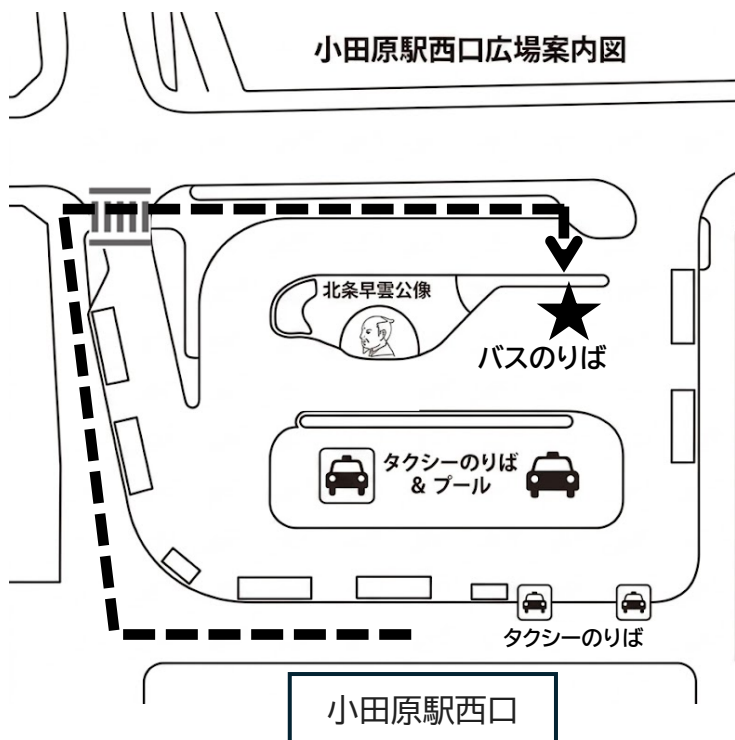 小田原駅西口広場案内図
北条早雲公像
バスのりば
タクシーのりば
& プール
タクシーのりば
小田原駅西口